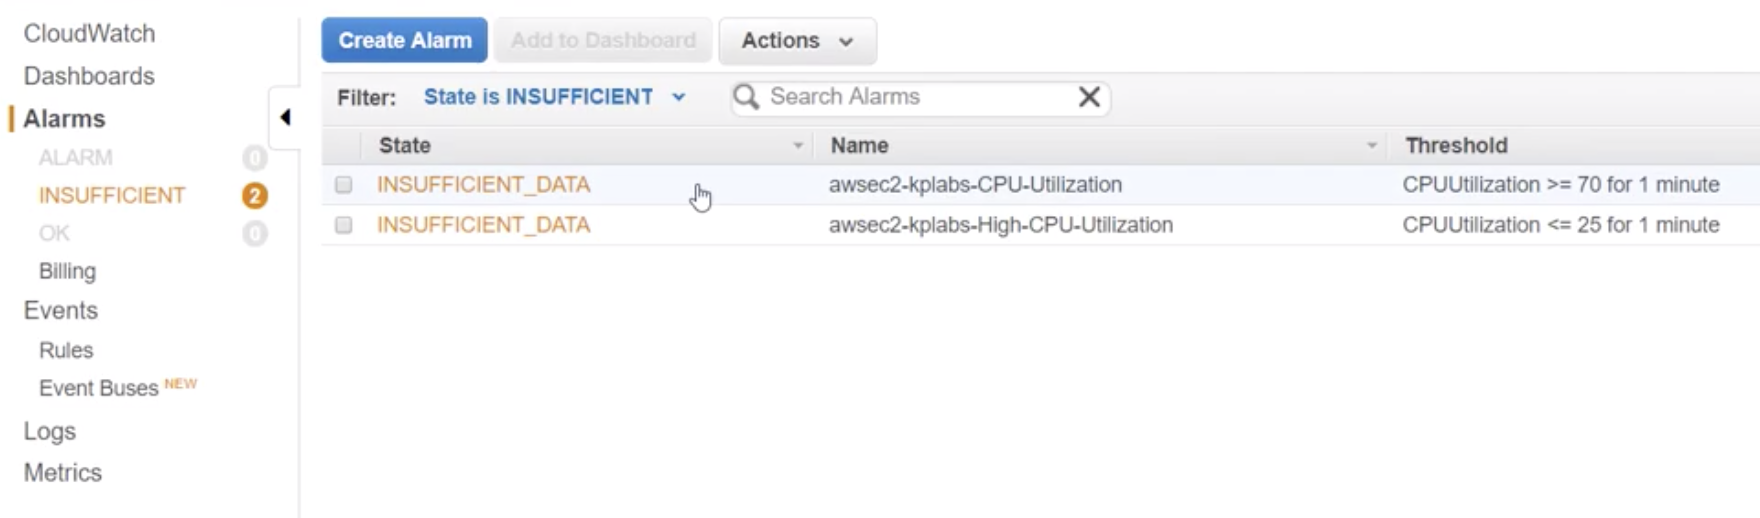 CloudWatch
Dashboards
Alarms
ALARM 0
INSUFFICIENT 2
OK 0
Billing
Events
Rules
Event Buses NEW
Logs
Metrics
Create Alarm Add to Dashboard Actions
Filter: State is INSUFFICIENT Search Alarms
State Name Threshold
INSUFFICIENT_DATA awsec2-kplabs-CPU-Utilization CPUUtilization >= 70 for 1 minute
INSUFFICIENT_DATA awsec2-kplabs-High-CPU-Utilization CPUUtilization <= 25 for 1 minute